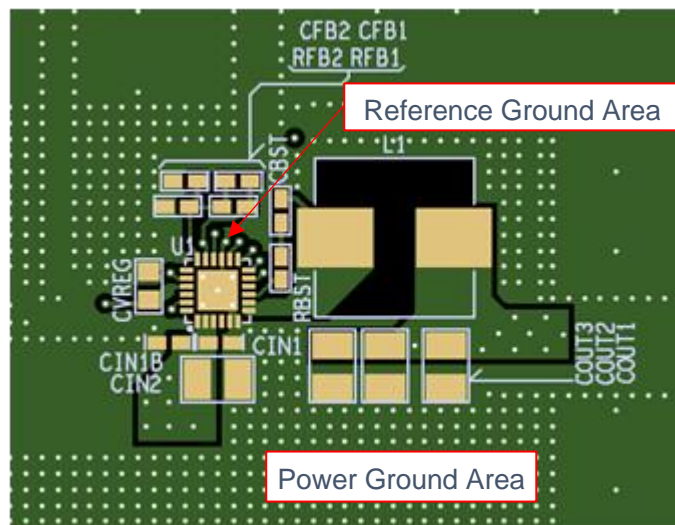 CFB2 CFB1
RFB2 RFB1
Reference Ground Area
CBST
L1
U1
CVREG
RBST
CIN1B
CIN1
CIN2
COUT3
COUT2
COUT1
Power Ground Area